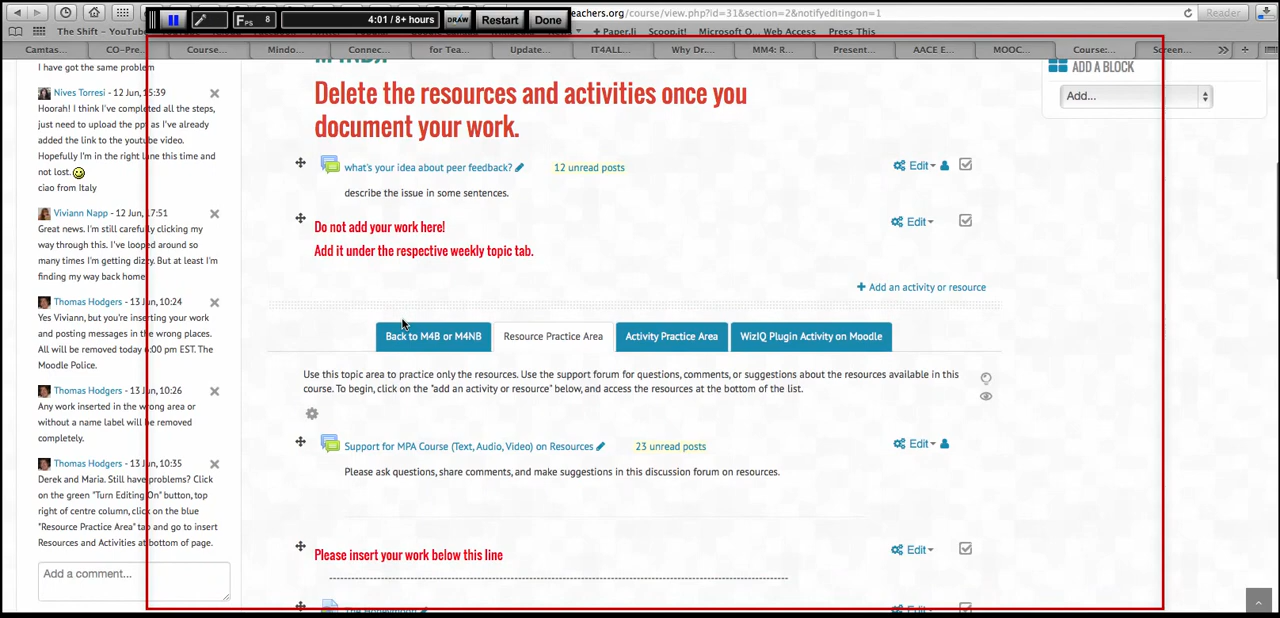 FPS 8
4:01 / 8+ hours
DRAW
Restart
Done
eachers.org/course/view.php?id=31&section=2&notifyeditingon=1
Reader
The Shift - YouTube
Paper.li
Scoop.it!
Microsoft O...
Outlook Web App
Press This
Camtas...
CO-Pre...
Course...
Mindo...
Connec...
for Tea...
Update...
IT4ALL...
Why Dr...
MM4: R...
Present...
AACE E...
MOOC...
Course:...
Screen...
I have got the same problem
Nives Torresi - 12 Jun, 15:39
Hoorah! I think I've completed all the steps,
just need to upload the ppt as I've already
added the link to the youtube video.
Hopefully I'm in the right lane this time and
not lost.
ciao from Italy
Viviann Napp - 12 Jun, 17:51
Great news. I'm still carefully clicking my
way through this. I've looped around so
many times I'm getting dizzy. But at least I'm
finding my way back home.
Thomas Hodgers - 13 Jun, 10:24
Yes Viviann, but you're inserting your work
and posting messages in the wrong places.
All will be removed today 6:00 pm EST. The
Moodle Police.
Thomas Hodgers - 13 Jun, 10:26
Any work inserted in the wrong area or
without a name label will be removed
completely.
Thomas Hodgers - 13 Jun, 10:35
Derek and Maria. Still have problems? Click
on the green "Turn Editing On" button, top
right of centre column, click on the blue
"Resource Practice Area" tab and go to insert
Resources and Activities at bottom of page.
Add a comment...
Delete the resources and activities once you
document your work.
what's your idea about peer feedback?
12 unread posts
Edit
describe the issue in some sentences.
Do not add your work here!
Edit
Add it under the respective weekly topic tab.
Add an activity or resource
Back to M4B or M4NB
Resource Practice Area
Activity Practice Area
WizIQ Plugin Activity on Moodle
Use this topic area to practice only the resources. Use the support forum for questions, comments, or suggestions about the resources available in this
course. To begin, click on the "add an activity or resource" below, and access the resources at the bottom of the list.
Support for MPA Course (Text, Audio, Video) on Resources
23 unread posts
Edit
Please ask questions, share comments, and make suggestions in this discussion forum on resources.
Please insert your work below this line
Edit
ADD A BLOCK
Add...